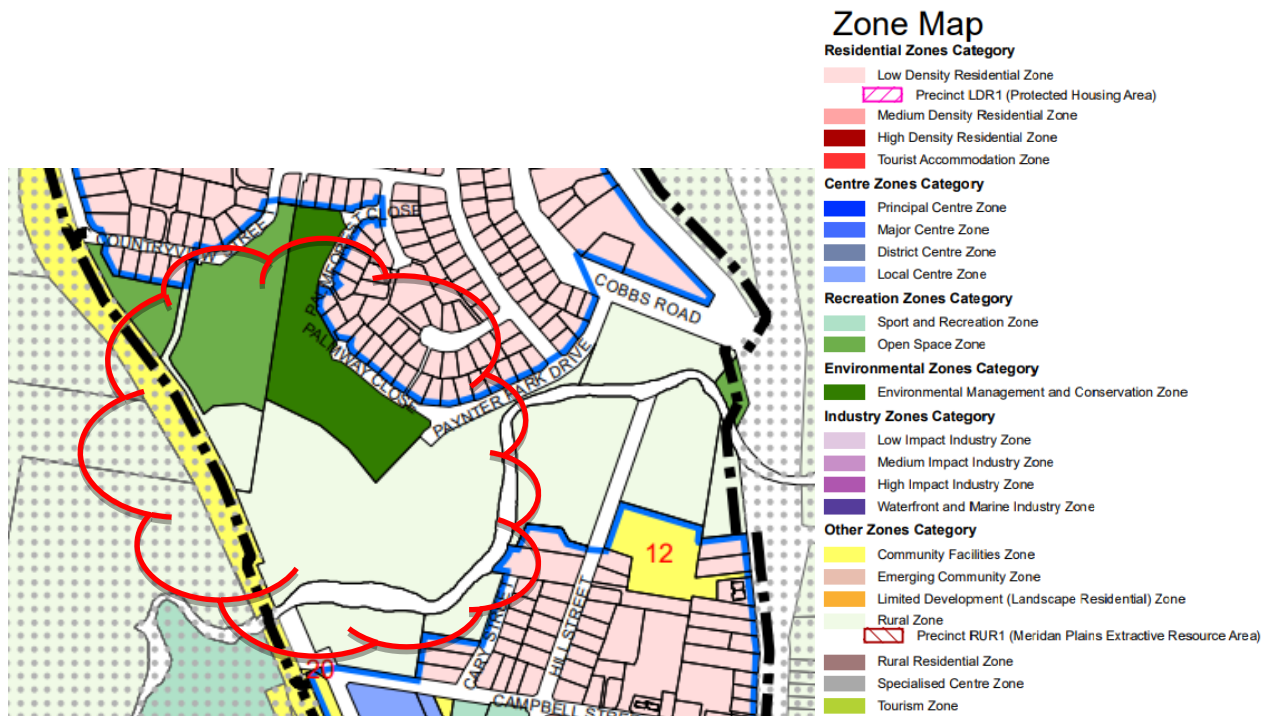 Zone Map
Residential Zones Category
Low Density Residential Zone
Precinct LDR1 (Protected Housing Area)
Medium Density Residential Zone
High Density Residential Zone
Tourist Accommodation Zone
Centre Zones Category
Principal Centre Zone
Major Centre Zone
District Centre Zone
Local Centre Zone
Recreation Zones Category
Sport and Recreation Zone
Open Space Zone
Environmental Zones Category
Environmental Management and Conservation Zone
Industry Zones Category
Low Impact Industry Zone
Medium Impact Industry Zone
High Impact Industry Zone
Waterfront and Marine Industry Zone
Other Zones Category
Community Facilities Zone
Emerging Community Zone
Limited Development (Landscape Residential) Zone
Rural Zone
Precinct RUR1 (Meridan Plains Extractive Resource Area)
Rural Residential Zone
Specialised Centre Zone
Tourism Zone
COUNTRYVIEW STREET
PALMCREST CLOSE
PALMWAY CLOSE
PAYNTER PARK DRIVE
COBBS ROAD
12
CARY STREET
HILL STREET
20
CAMPBELL STREE